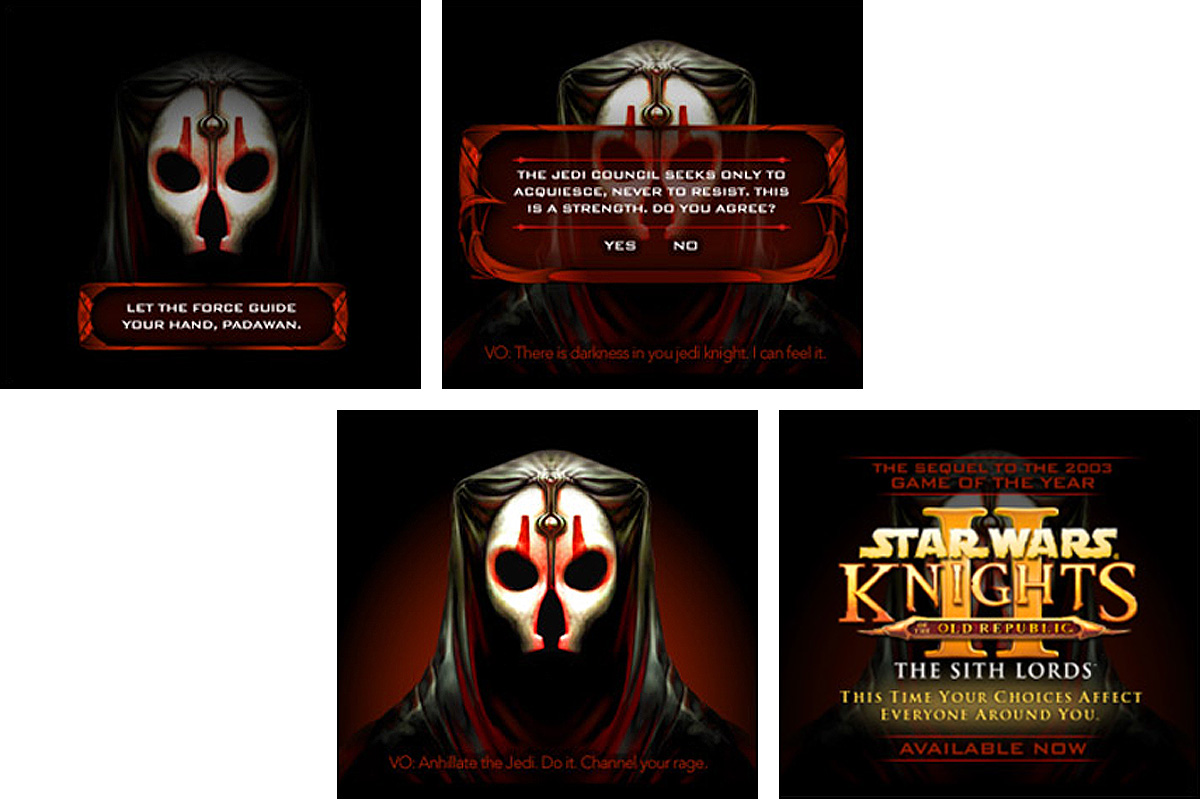 LET THE FORCE GUIDE
YOUR HAND, PADAWAN.
THE JEDI COUNCIL SEEKS ONLY TO
ACQUIESCE, NEVER TO RESIST. THIS
IS A STRENGTH. DO YOU AGREE?
YES NO
VO: There is darkness in you jedi knight. I can feel it.
VO: Anhillate the Jedi. Do it. Channel your rage.
THE SEQUEL TO THE 2003
GAME OF THE YEAR
II
STAR WARS
KNIGHTS
OF THE OLD REPUBLIC
THE SITH LORDS™
THIS TIME YOUR CHOICES AFFECT
EVERYONE AROUND YOU.
AVAILABLE NOW